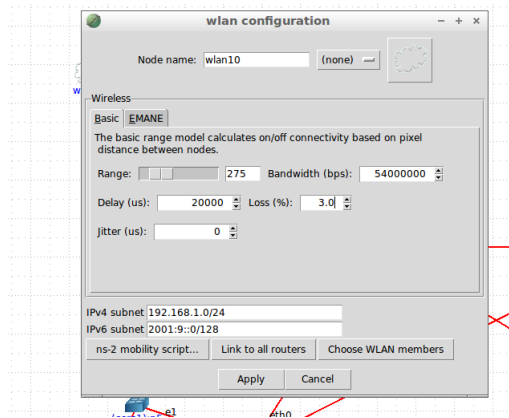 wlan configuration
Node name: wlan10 (none)
w
Wireless
Basic EMANE
The basic range model calculates on/off connectivity based on pixel
distance between nodes.
Range: 275 Bandwidth (bps): 54000000
Delay (us): 20000 Loss (%): 3.0
Jitter (us): 0
IPv4 subnet 192.168.1.0/24
IPv6 subnet 2001:9::0/128
ns-2 mobility script... Link to all routers Choose WLAN members
Apply Cancel
e1 eth0